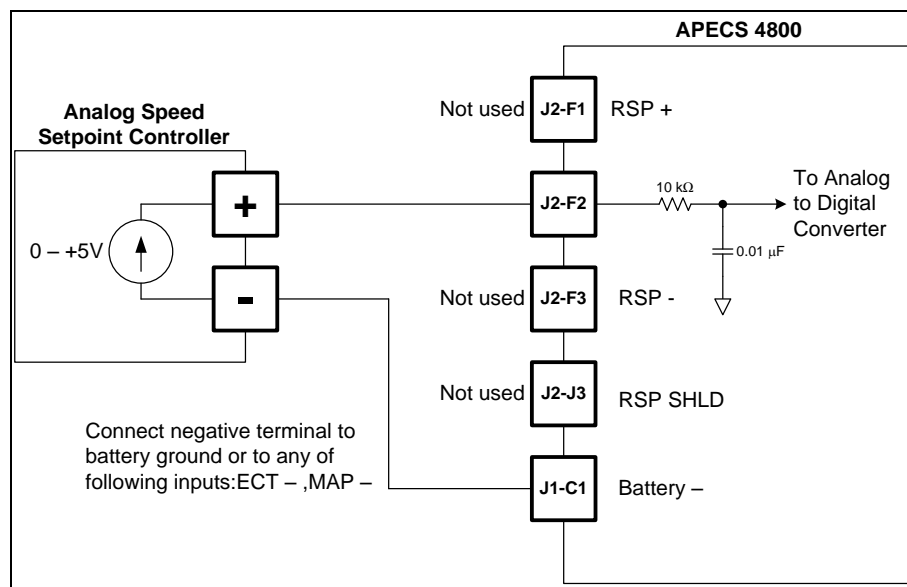 APECS 4800
Analog Speed
Setpoint Controller
0 – +5V
+
-
Not used
J2-F1
RSP +
J2-F2
10 kΩ
0.01 µF
To Analog
to Digital
Converter
Not used
J2-F3
RSP -
Not used
J2-J3
RSP SHLD
Connect negative terminal to
battery ground or to any of
following inputs:ECT – ,MAP –
J1-C1
Battery –